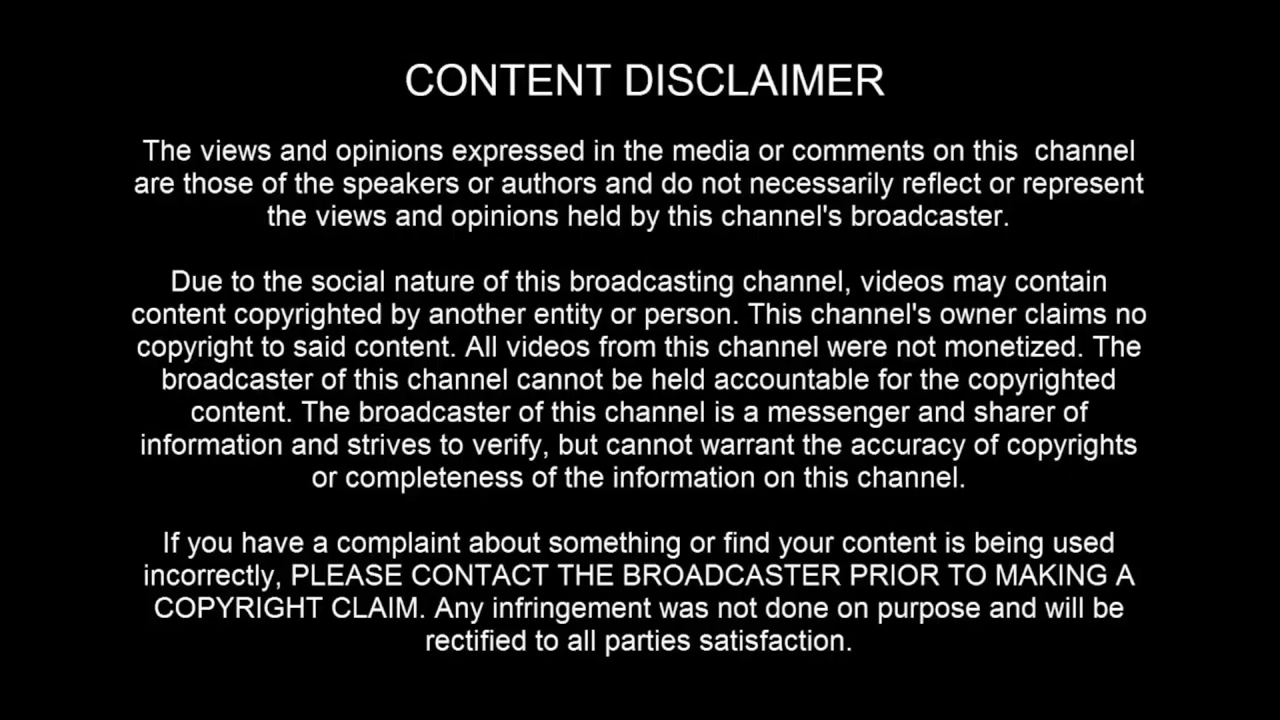 CONTENT DISCLAIMER
The views and opinions expressed in the media or comments on this  channel
are those of the speakers or authors and do not necessarily reflect or represent
the views and opinions held by this channel's broadcaster.
Due to the social nature of this broadcasting channel, videos may contain
content copyrighted by another entity or person. This channel's owner claims no
copyright to said content. All videos from this channel were not monetized. The
broadcaster of this channel cannot be held accountable for the copyrighted
content. The broadcaster of this channel is a messenger and sharer of
information and strives to verify, but cannot warrant the accuracy of copyrights
or completeness of the information on this channel.
If you have a complaint about something or find your content is being used
incorrectly, PLEASE CONTACT THE BROADCASTER PRIOR TO MAKING A
COPYRIGHT CLAIM. Any infringement was not done on purpose and will be
rectified to all parties satisfaction.